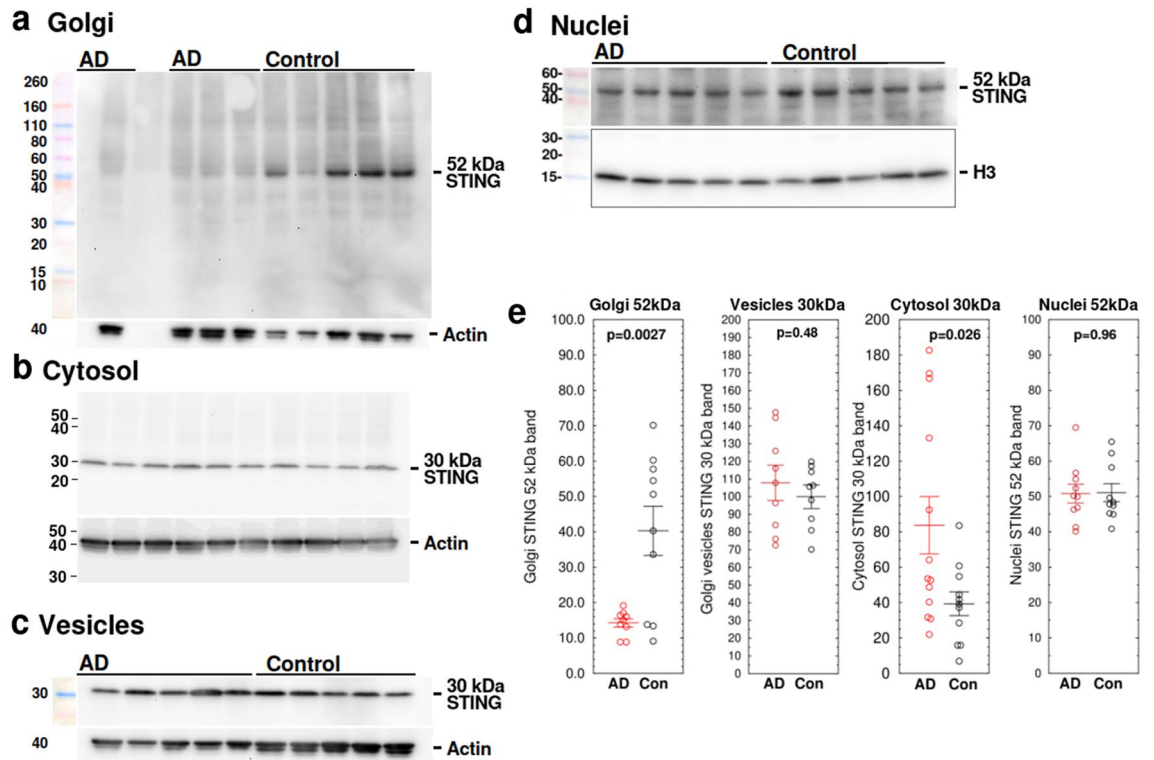 a Golgi
AD AD Control
260
160
110
80
60
50
40
30
20
15
10
52 kDa
STING
40
Actin
b Cytosol
50
40
30
20
30 kDa
STING
50
40
30
Actin
c Vesicles
AD Control
30
30 kDa
STING
40
Actin
d Nuclei
AD Control
60-
50-
40-
52 kDa
STING
30-
20-
15-
H3
e
Golgi 52kDa
p=0.0027
Golgi STING 52 kDa band
100.0
90.0
80.0
70.0
60.0
50.0
40.0
30.0
20.0
10.0
0.0
AD Con
Vesicles 30kDa
p=0.48
Golgi vesicles STING 30 kDa band
200
190
180
170
160
150
140
130
120
110
100
90
80
70
60
50
40
30
20
10
0
AD Con
Cytosol 30kDa
p=0.026
Cytosol STING 30 kDa band
200
180
160
140
120
100
80
60
40
20
0
AD Con
Nuclei 52kDa
p=0.96
Nuclei STING 52 kDa band
100
90
80
70
60
50
40
30
20
10
0
AD Con